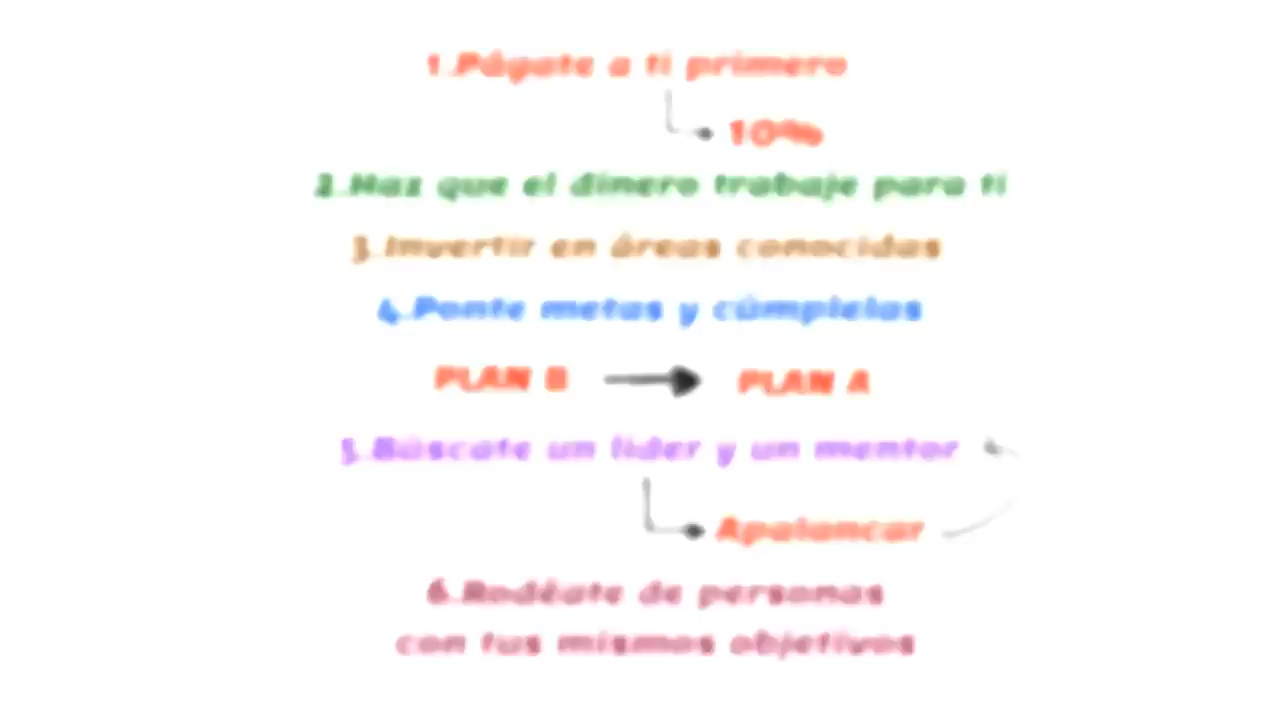 1.Págate a ti primero
10%
2.Haz que el dinero trabaje para ti
3.Invertir en áreas conocidas
4.Ponte metas y cúmplelas
PLAN B PLAN A
5.Búscate un líder y un mentor
Apalancar
6.Rodéate de personas
con tus mismos objetivos